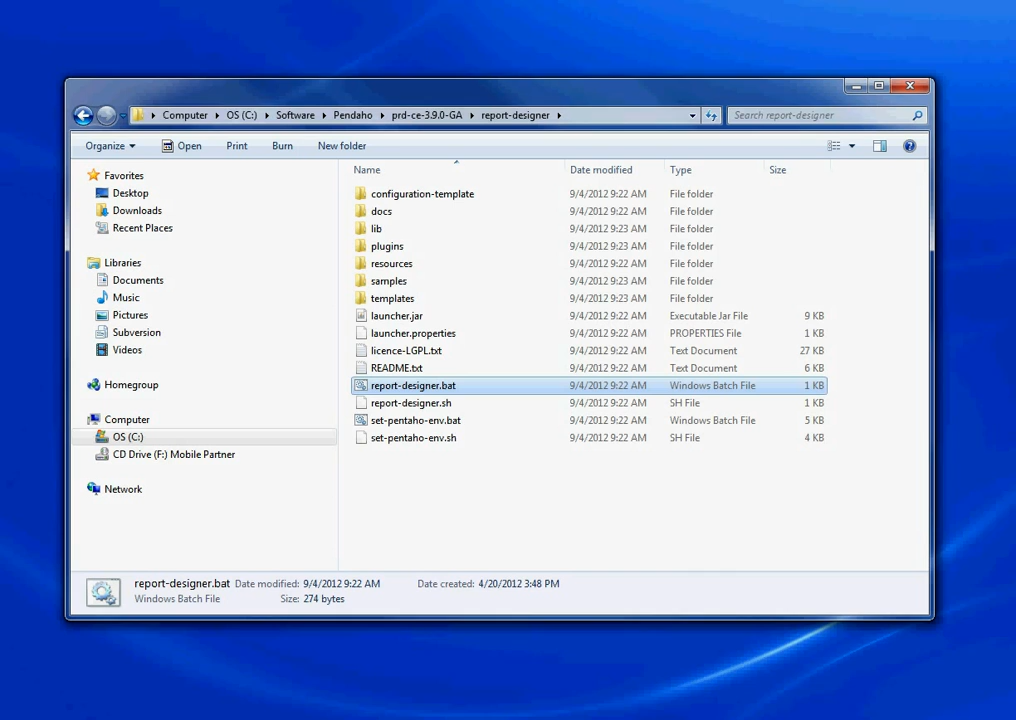 Computer OS (C:) Software Pendaho prd-ce-3.9.0-GA report-designer Search report-designer
Organize Open Print Burn New folder
Name Date modified Type Size
Favorites
Desktop
Downloads
Recent Places
Libraries
Documents
Music
Pictures
Subversion
Videos
Homegroup
Computer
OS (C:)
CD Drive (F:) Mobile Partner
Network
configuration-template 9/4/2012 9:22 AM File folder
docs 9/4/2012 9:22 AM File folder
lib 9/4/2012 9:23 AM File folder
plugins 9/4/2012 9:23 AM File folder
resources 9/4/2012 9:22 AM File folder
samples 9/4/2012 9:23 AM File folder
templates 9/4/2012 9:23 AM File folder
launcher.jar 9/4/2012 9:22 AM Executable Jar File 9 KB
launcher.properties 9/4/2012 9:22 AM PROPERTIES File 1 KB
licence-LGPL.txt 9/4/2012 9:22 AM Text Document 27 KB
README.txt 9/4/2012 9:22 AM Text Document 6 KB
report-designer.bat 9/4/2012 9:22 AM Windows Batch File 1 KB
report-designer.sh 9/4/2012 9:22 AM SH File 1 KB
set-pentaho-env.bat 9/4/2012 9:22 AM Windows Batch File 5 KB
set-pentaho-env.sh 9/4/2012 9:22 AM SH File 4 KB
report-designer.bat Date modified: 9/4/2012 9:22 AM Date created: 4/20/2012 3:48 PM
Windows Batch File Size: 274 bytes